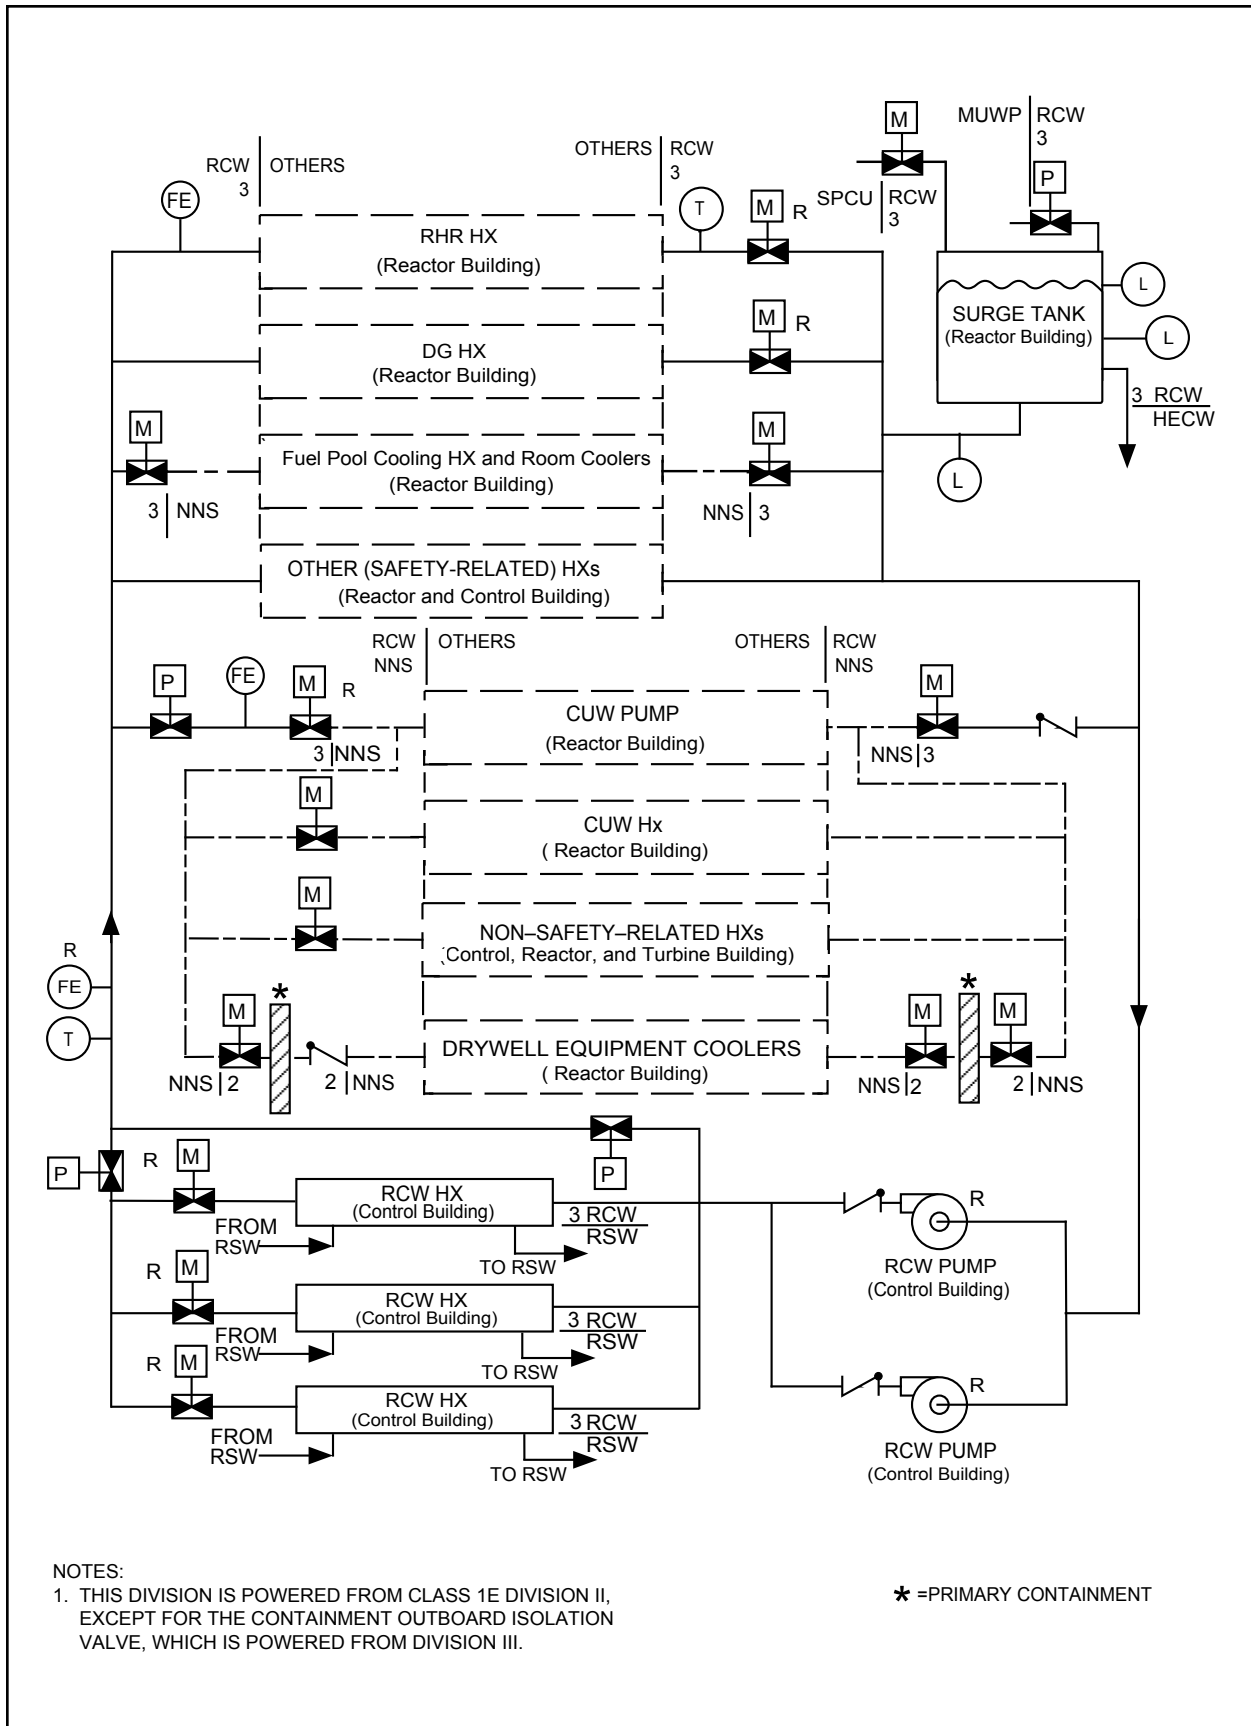 MUWP RCW
3
M
P
SPCU RCW
3
RCW OTHERS
3
OTHERS RCW
3
FE
T
M R
RHR HX
(Reactor Building)
L
L
SURGE TANK
(Reactor Building)
3 RCW
HECW
L
M R
DG HX
(Reactor Building)
M
M
Fuel Pool Cooling HX and Room Coolers
(Reactor Building)
3 NNS
NNS 3
OTHER (SAFETY-RELATED) HXs
(Reactor and Control Building)
RCW OTHERS
NNS
OTHERS RCW
NNS
P
FE
M R
3 NNS
CUW PUMP
(Reactor Building)
M
NNS 3
M
CUW Hx
( Reactor Building)
M
NON–SAFETY–RELATED HXs
(Control, Reactor, and Turbine Building)
R
FE
T
M
*
NNS 2
2 NNS
DRYWELL EQUIPMENT COOLERS
( Reactor Building)
M
*
M
NNS 2
2 NNS
P
P
R M
RCW HX
(Control Building)
FROM
RSW
TO RSW
3 RCW
RSW
R
RCW PUMP
(Control Building)
R M
RCW HX
(Control Building)
FROM
RSW
TO RSW
3 RCW
RSW
R M
RCW HX
(Control Building)
FROM
RSW
TO RSW
3 RCW
RSW
R
RCW PUMP
(Control Building)
NOTES:
1. THIS DIVISION IS POWERED FROM CLASS 1E DIVISION II,
EXCEPT FOR THE CONTAINMENT OUTBOARD ISOLATION
VALVE, WHICH IS POWERED FROM DIVISION III.
* =PRIMARY CONTAINMENT